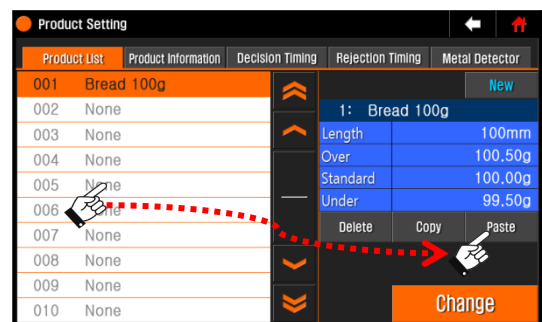 Product Setting
Product List Product Information Decision Timing Rejection Timing Metal Detector
001 Bread 100g
002 None
003 None
004 None
005 None
006 None
007 None
008 None
009 None
010 None
New
1: Bread 100g
Length 100mm
Over 100,50g
Standard 100,00g
Under 99,50g
Delete Copy Paste
Change